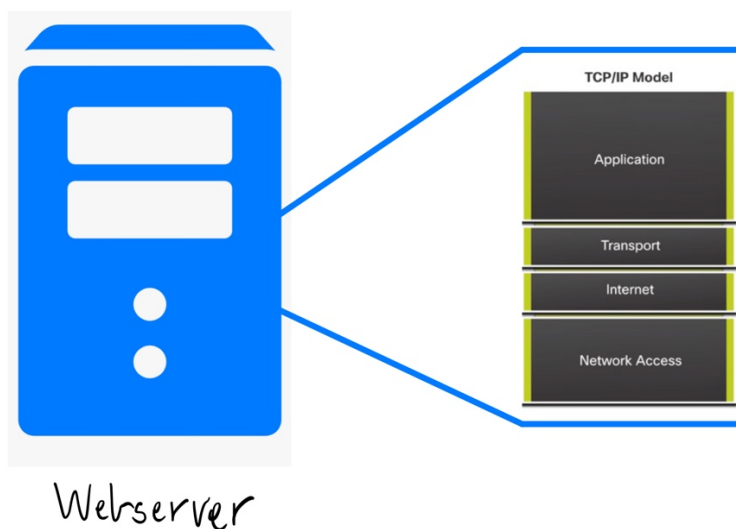 TCP/IP Model
Application
Transport
Internet
Network Access
Webserver